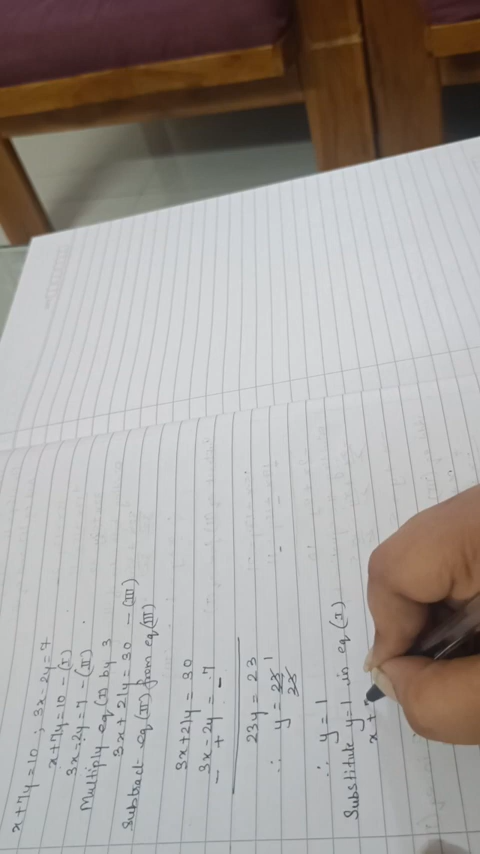 x + 7y = 10 ; 3x - 2y = 7
x + 7y = 10 - (I)
3x - 2y = 7 - (II)
Multiply eq (I) by 3
3x + 21y = 30 - (III)
Subtract eq (II) from eq (III)
3x + 21y = 30
3x - 2y = 7
- + -
23y = 23
∴ y = 23/23 1
∴ y = 1
Substitute y=1 in eq (I)
x +